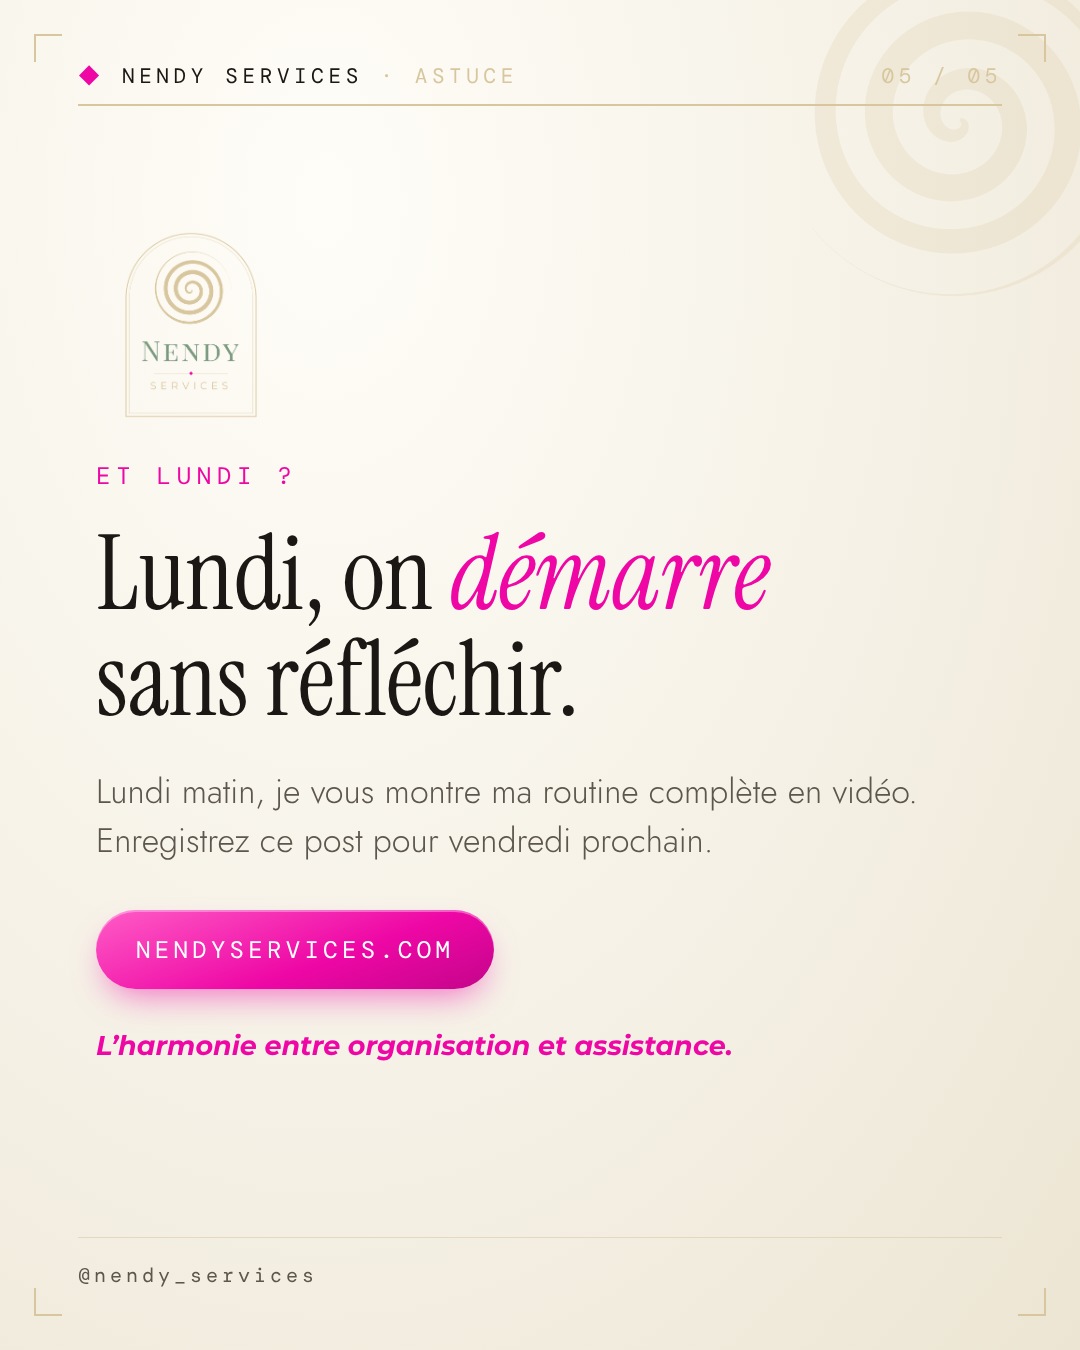 NENDY SERVICES · ASTUCE
05 / 05
NENDY
SERVICES
ET LUNDI ?
Lundi, on démarre
sans réfléchir.
Lundi matin, je vous montre ma routine complète en vidéo.
Enregistrez ce post pour vendredi prochain.
NENDYSERVICES.COM
L’harmonie entre organisation et assistance.
@nendy_services